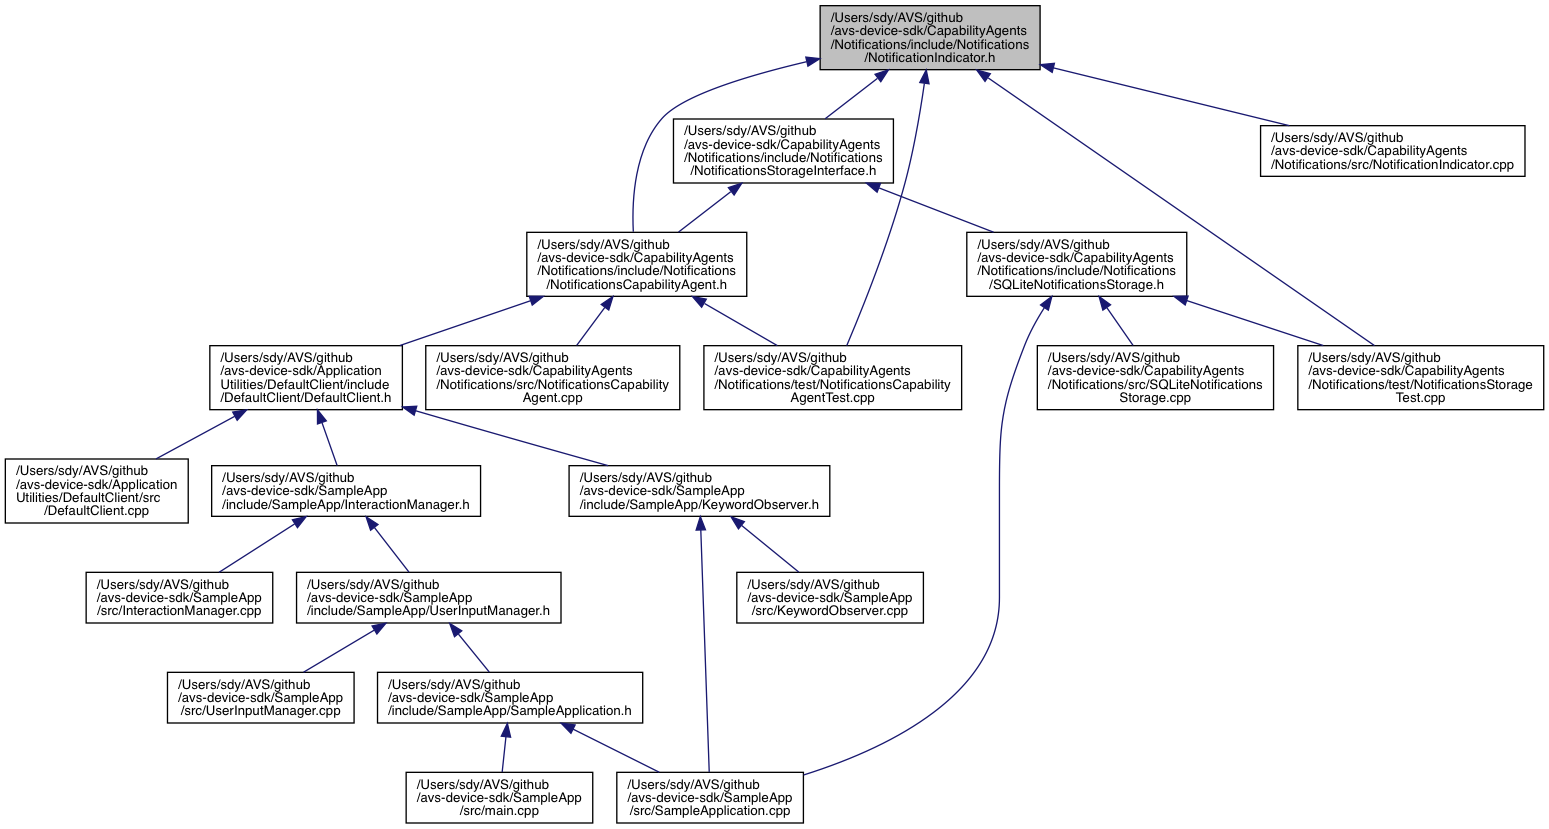 /Users/sdy/AVS/github
/avs-device-sdk/CapabilityAgents
/Notifications/include/Notifications
/NotificationIndicator.h
/Users/sdy/AVS/github
/avs-device-sdk/CapabilityAgents
/Notifications/include/Notifications
/NotificationsStorageInterface.h
/Users/sdy/AVS/github
/avs-device-sdk/CapabilityAgents
/Notifications/src/NotificationIndicator.cpp
/Users/sdy/AVS/github
/avs-device-sdk/CapabilityAgents
/Notifications/include/Notifications
/NotificationsCapabilityAgent.h
/Users/sdy/AVS/github
/avs-device-sdk/CapabilityAgents
/Notifications/include/Notifications
/SQLiteNotificationsStorage.h
/Users/sdy/AVS/github
/avs-device-sdk/Application
Utilities/DefaultClient/include
/DefaultClient/DefaultClient.h
/Users/sdy/AVS/github
/avs-device-sdk/CapabilityAgents
/Notifications/src/NotificationsCapability
Agent.cpp
/Users/sdy/AVS/github
/avs-device-sdk/CapabilityAgents
/Notifications/test/NotificationsCapability
AgentTest.cpp
/Users/sdy/AVS/github
/avs-device-sdk/CapabilityAgents
/Notifications/src/SQLiteNotifications
Storage.cpp
/Users/sdy/AVS/github
/avs-device-sdk/CapabilityAgents
/Notifications/test/NotificationsStorage
Test.cpp
/Users/sdy/AVS/github
/avs-device-sdk/Application
Utilities/DefaultClient/src
/DefaultClient.cpp
/Users/sdy/AVS/github
/avs-device-sdk/SampleApp
/include/SampleApp/InteractionManager.h
/Users/sdy/AVS/github
/avs-device-sdk/SampleApp
/include/SampleApp/KeywordObserver.h
/Users/sdy/AVS/github
/avs-device-sdk/SampleApp
/src/InteractionManager.cpp
/Users/sdy/AVS/github
/avs-device-sdk/SampleApp
/include/SampleApp/UserInputManager.h
/Users/sdy/AVS/github
/avs-device-sdk/SampleApp
/src/KeywordObserver.cpp
/Users/sdy/AVS/github
/avs-device-sdk/SampleApp
/src/UserInputManager.cpp
/Users/sdy/AVS/github
/avs-device-sdk/SampleApp
/include/SampleApp/SampleApplication.h
/Users/sdy/AVS/github
/avs-device-sdk/SampleApp
/src/main.cpp
/Users/sdy/AVS/github
/avs-device-sdk/SampleApp
/src/SampleApplication.cpp